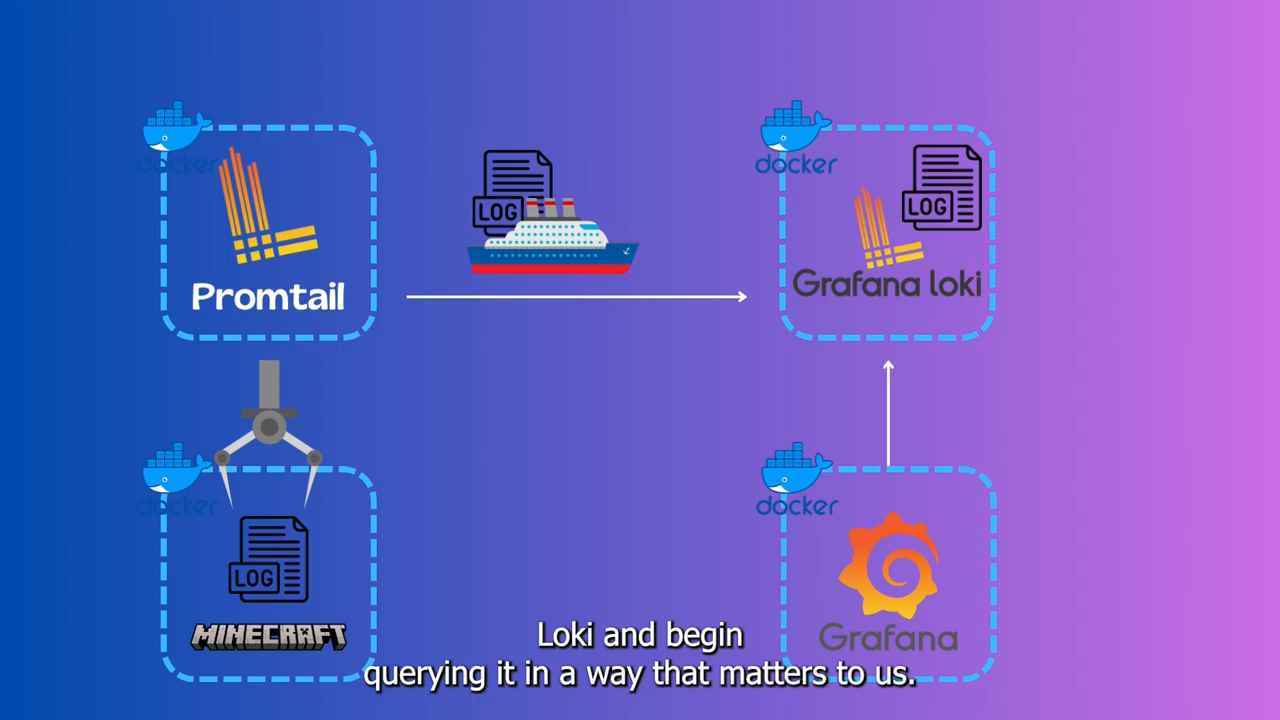 docker
docker
LOG
LOG
Promtail
Grafana loki
docker
docker
LOG
MINECRAFT
Grafana
Loki and begin
querying it in a way that matters to us.